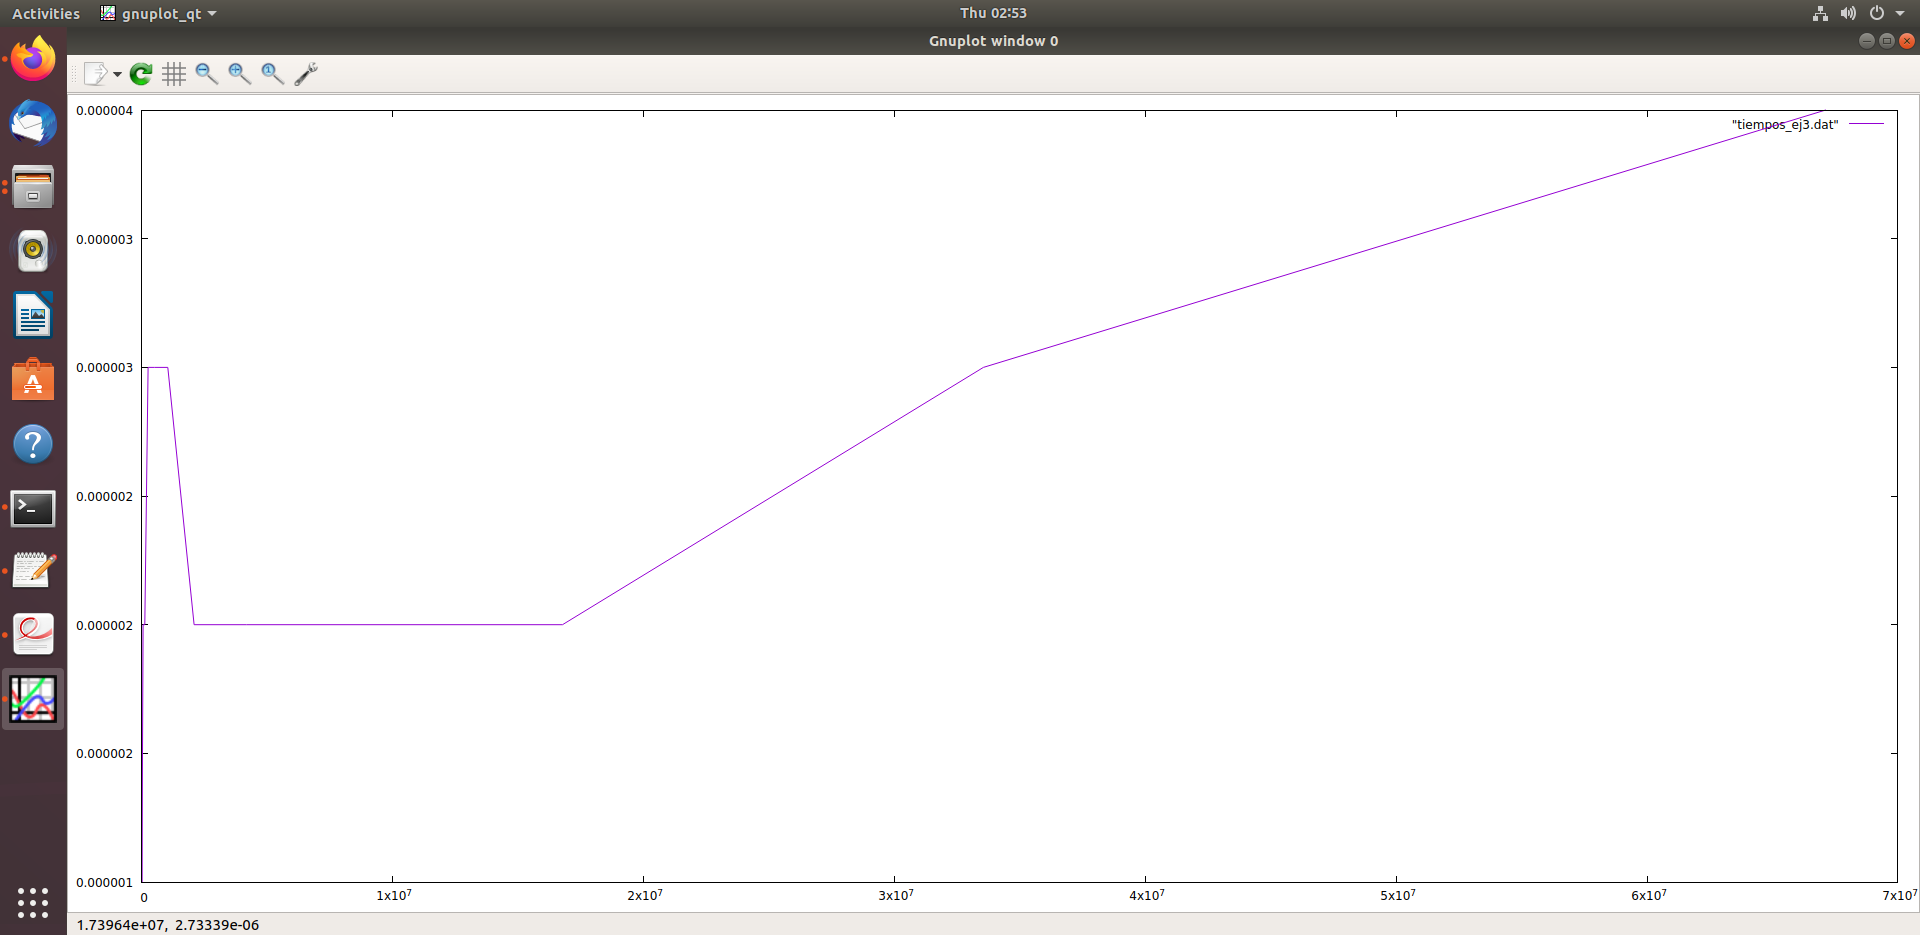 Activities gnuplot_qt Thu 02:53
Gnuplot window 0
0.000004
"tiempos_ej3.dat"
0.000003
0.000003
0.000002
0.000002
0.000002
0.000001
0 1x10⁷ 2x10⁷ 3x10⁷ 4x10⁷ 5x10⁷ 6x10⁷ 7x10⁷
1.73964e+07, 2.73339e-06